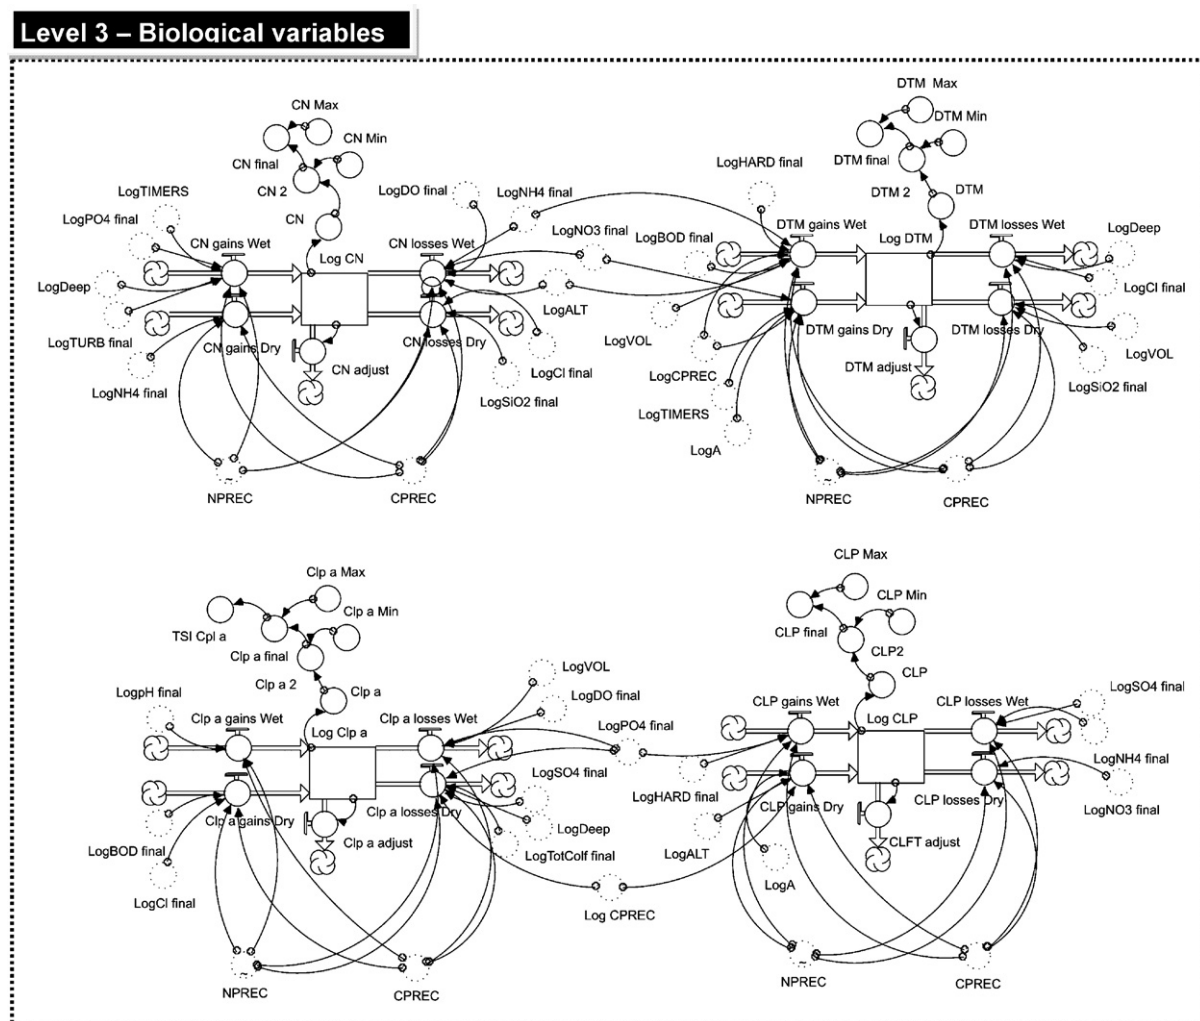 Level 3 – Biological variables
CN Max
CN Min
CN final
CN 2
CN
LogTIMERS
LogPO4 final
LogDeep
LogTURB final
LogNH4 final
CN gains Wet
CN gains Dry
Log CN
CN losses Wet
CN losses Dry
CN adjust
LogDO final
LogNH4 final
LogNO3 final
LogALT
LogCl final
LogSiO2 final
NPREC
~
CPREC
DTM Max
DTM Min
DTM final
DTM 2
DTM
LogHARD final
LogBOD final
LogVOL
LogCPREC
LogTIMERS
LogA
DTM gains Wet
DTM gains Dry
Log DTM
DTM losses Wet
DTM losses Dry
DTM adjust
LogDeep
LogCl final
LogVOL
LogSiO2 final
NPREC
~
CPREC
Clp a Max
Clp a Min
TSI Cpl a
Clp a final
Clp a 2
Clp a
LogpH final
LogBOD final
LogCl final
Clp a gains Wet
Clp a gains Dry
Log Clp a
Clp a losses Wet
Clp a losses Dry
Clp a adjust
LogVOL
LogDO final
LogPO4 final
LogSO4 final
LogDeep
LogTotColf final
Log CPREC
NPREC
~
CPREC
CLP Max
CLP Min
CLP final
CLP2
CLP
LogHARD final
LogALT
LogA
CLP gains Wet
CLP gains Dry
Log CLP
CLP losses Wet
CLP losses Dry
CLFT adjust
LogSO4 final
LogNH4 final
LogNO3 final
NPREC
~
CPREC